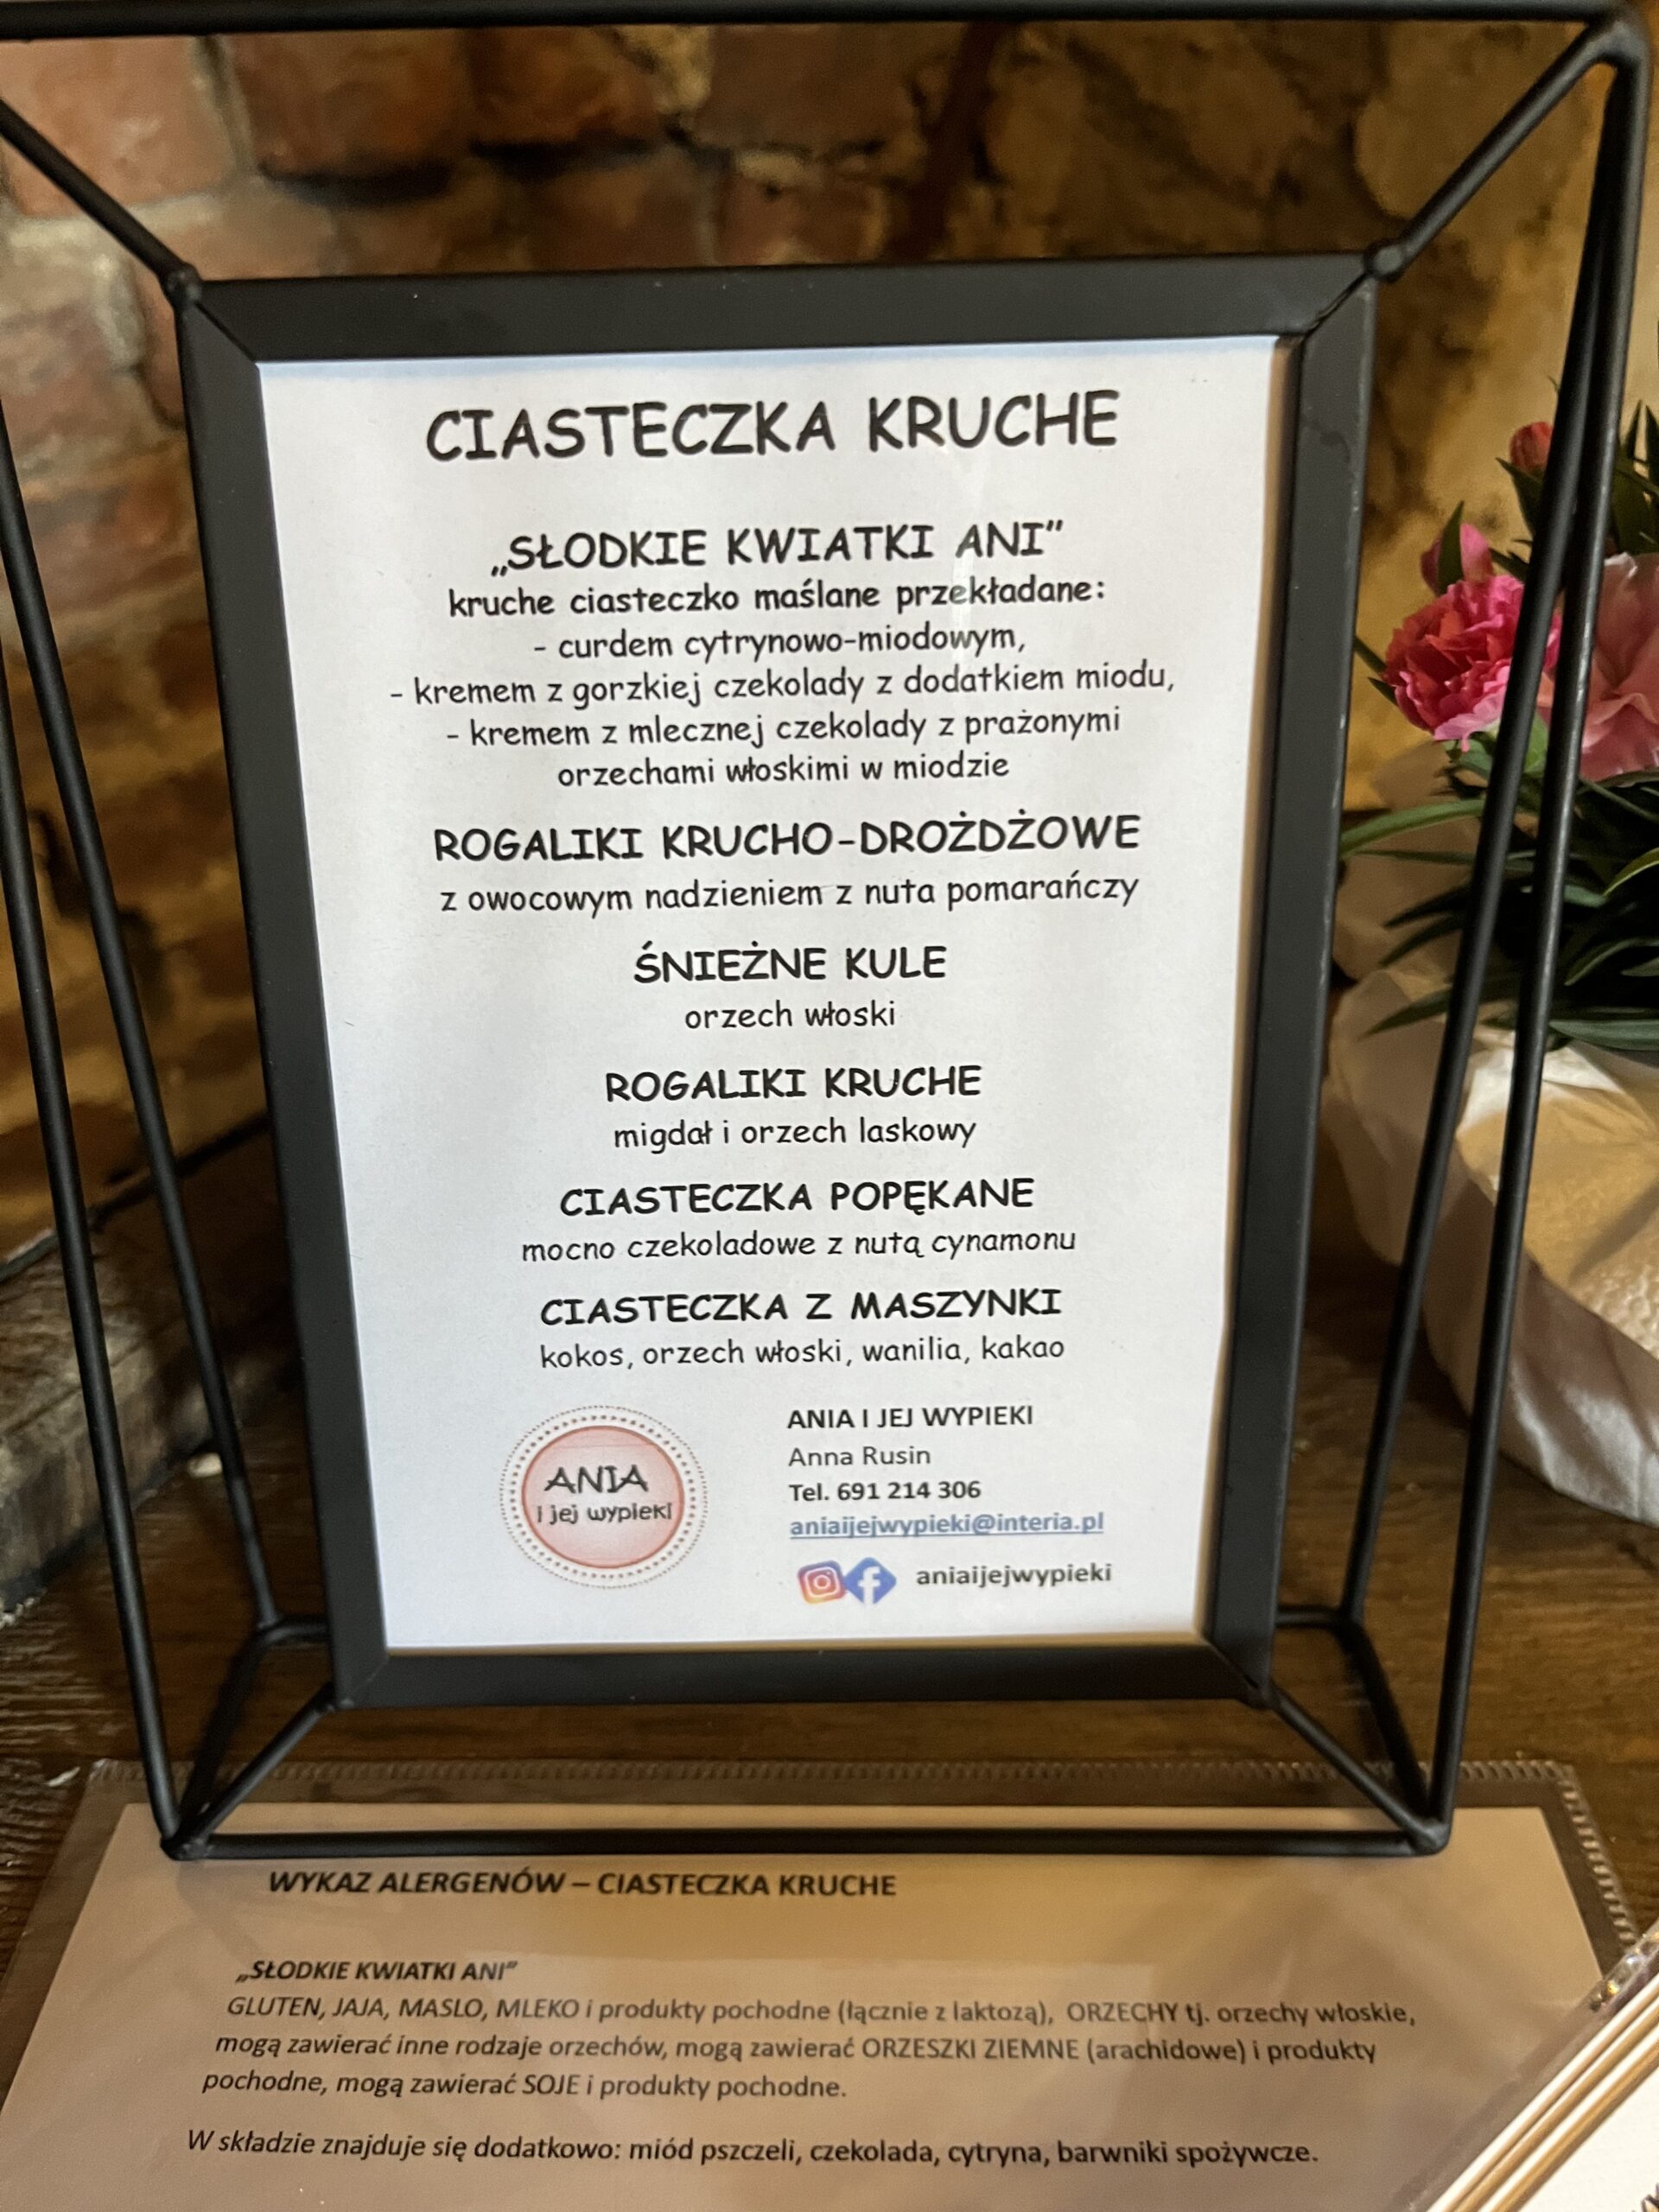 CIASTECZKA KRUCHE
„SŁODKIE KWIATKI ANI”
kruche ciasteczko maślane przekładane:
- curdem cytrynowo-miodowym,
- kremem z gorzkiej czekolady z dodatkiem miodu,
- kremem z mlecznej czekolady z prażonymi
orzechami włoskimi w miodzie
ROGALIKI KRUCHO-DROŻDŻOWE
z owocowym nadzieniem z nuta pomarańczy
ŚNIEŻNE KULE
orzech włoski
ROGALIKI KRUCHE
migdał i orzech laskowy
CIASTECZKA POPĘKANE
mocno czekoladowe z nutą cynamonu
CIASTECZKA Z MASZYNKI
kokos, orzech włoski, wanilia, kakao
ANIA
i jej wypieki
ANIA I JEJ WYPIEKI
Anna Rusin
Tel. 691 214 306
aniaijejwypieki@interia.pl
aniaijejwypieki
WYKAZ ALERGENÓW – CIASTECZKA KRUCHE
„SŁODKIE KWIATKI ANI”
GLUTEN, JAJA, MASLO, MLEKO i produkty pochodne (łącznie z laktozą), ORZECHY tj. orzechy włoskie,
mogą zawierać inne rodzaje orzechów, mogą zawierać ORZESZKI ZIEMNE (arachidowe) i produkty
pochodne, mogą zawierać SOJE i produkty pochodne.
W składzie znajduje się dodatkowo: miód pszczeli, czekolada, cytryna, barwniki spożywcze.